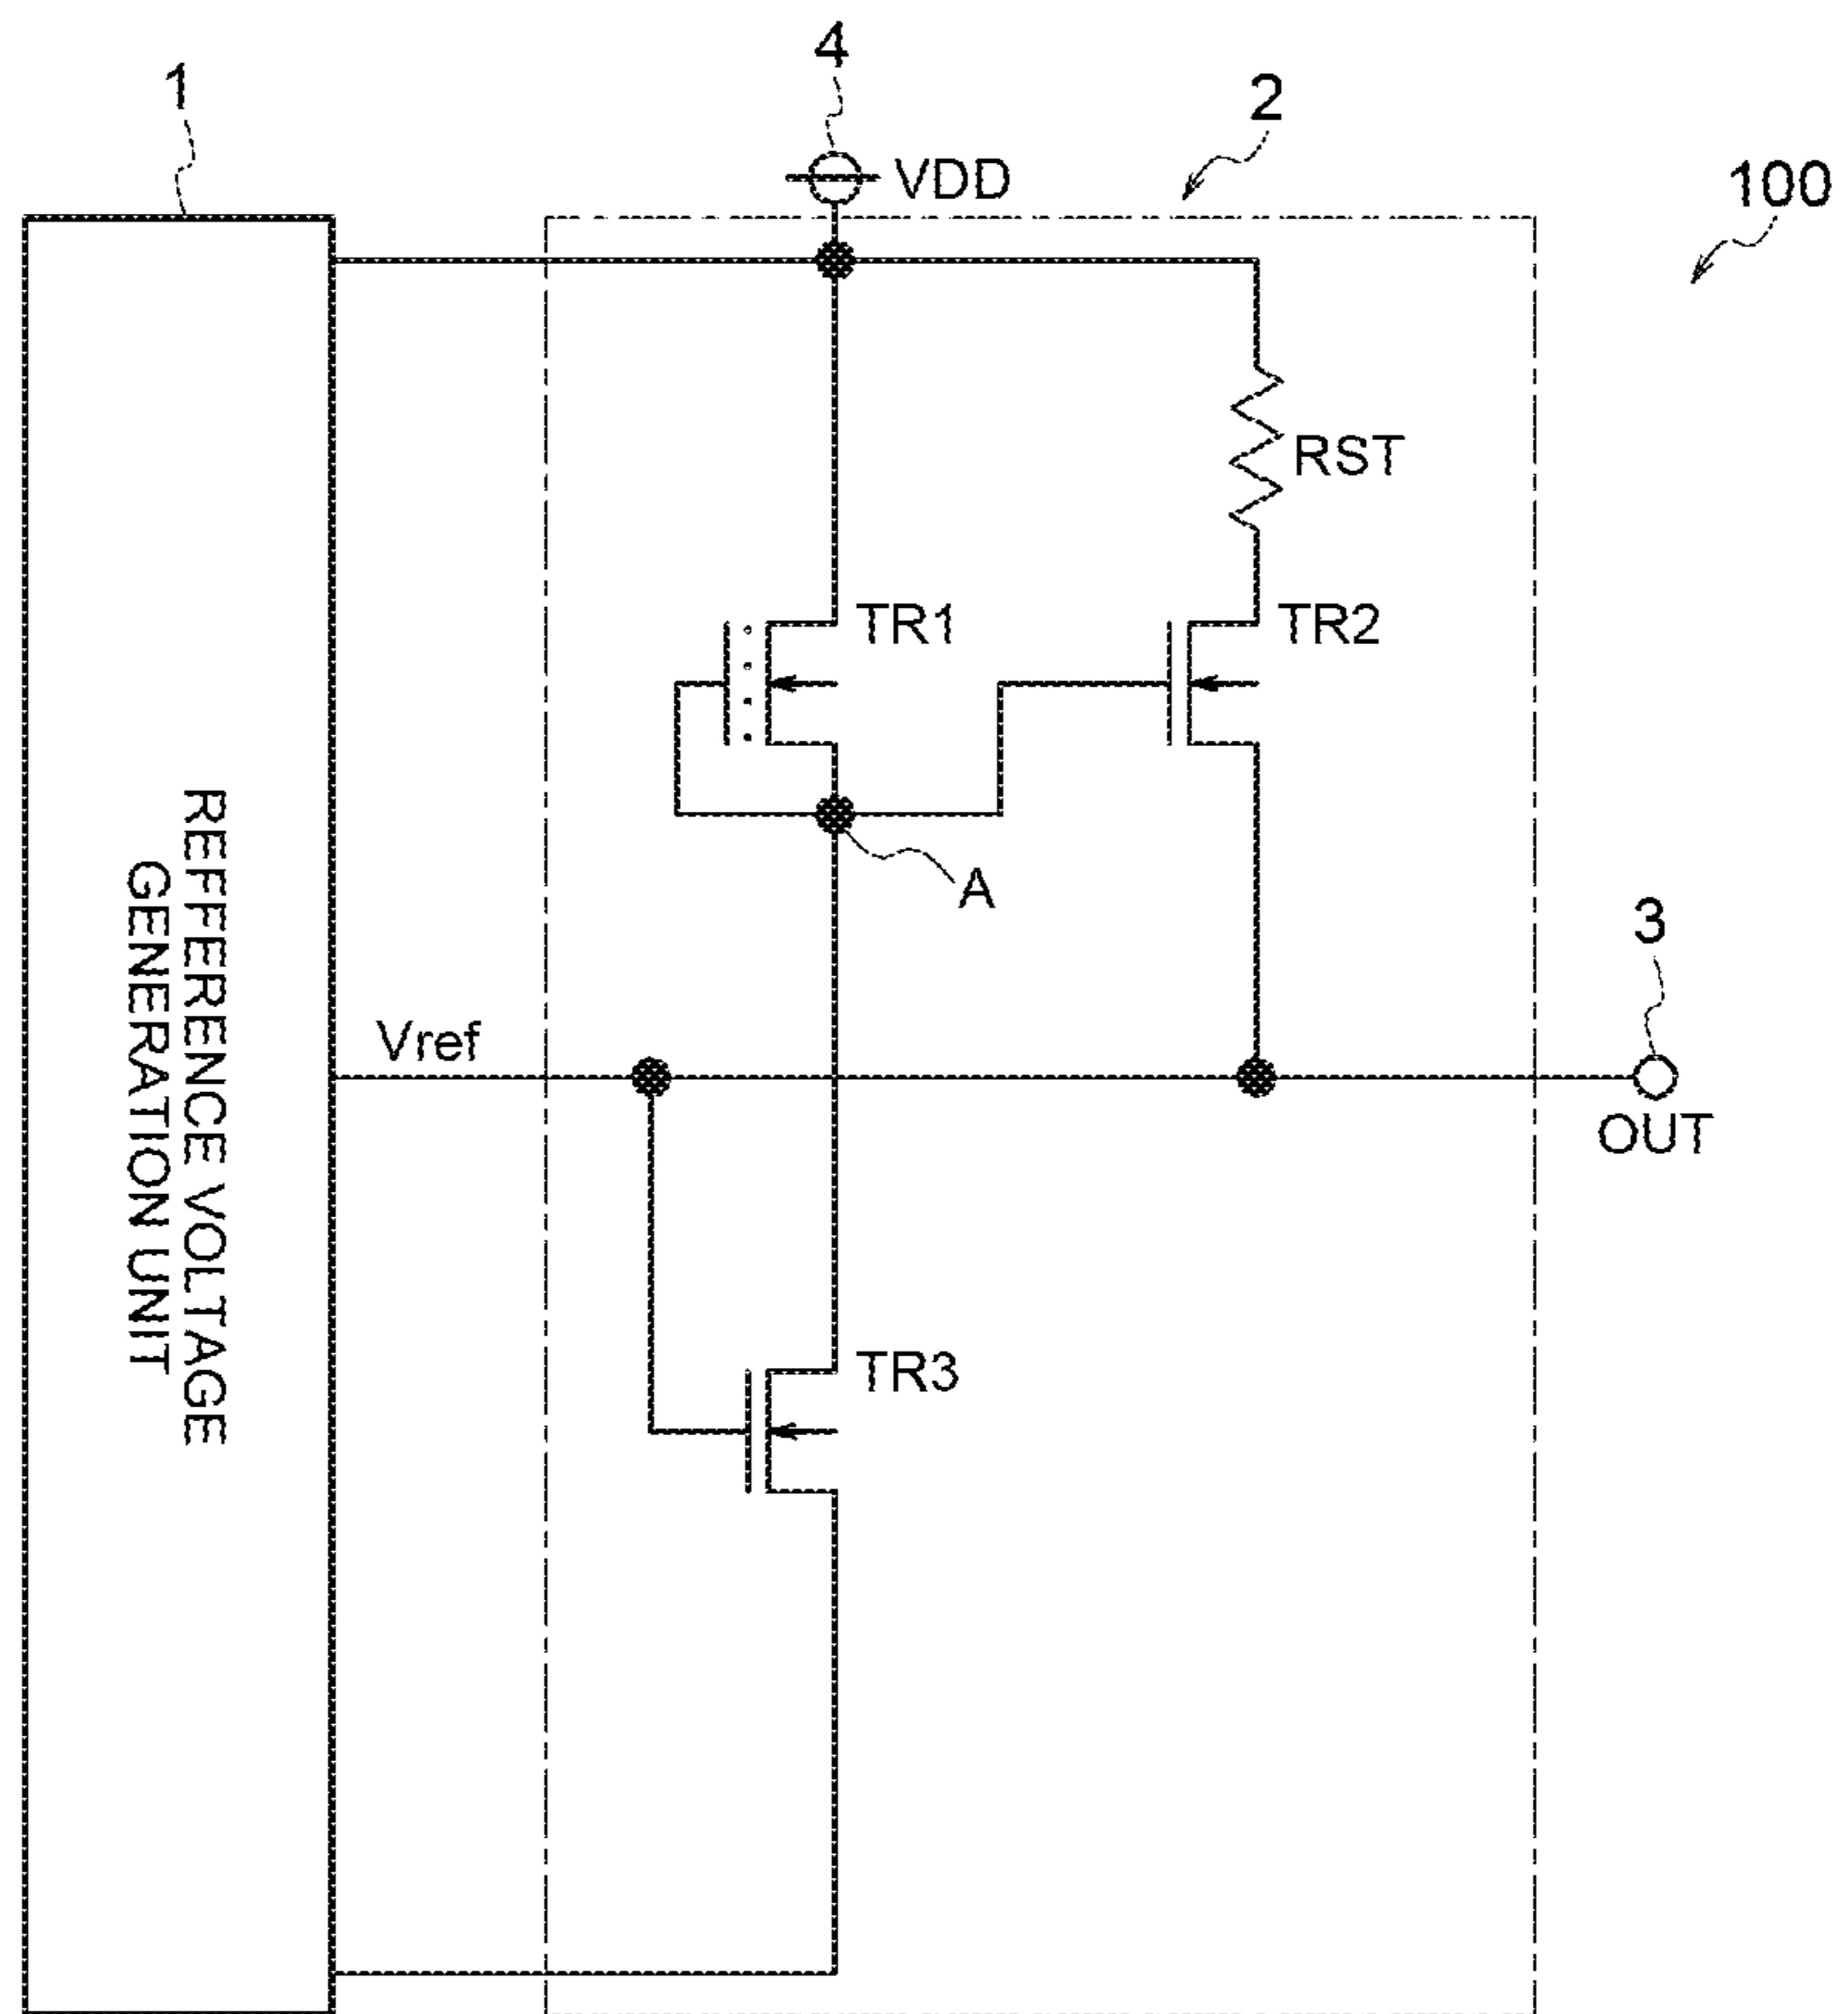 4
1
2
VDD
100
RST
TR1
TR2
A
3
Vref
OUT
REFFERENCE VOLTAGE
GENERATION UNIT
TR3